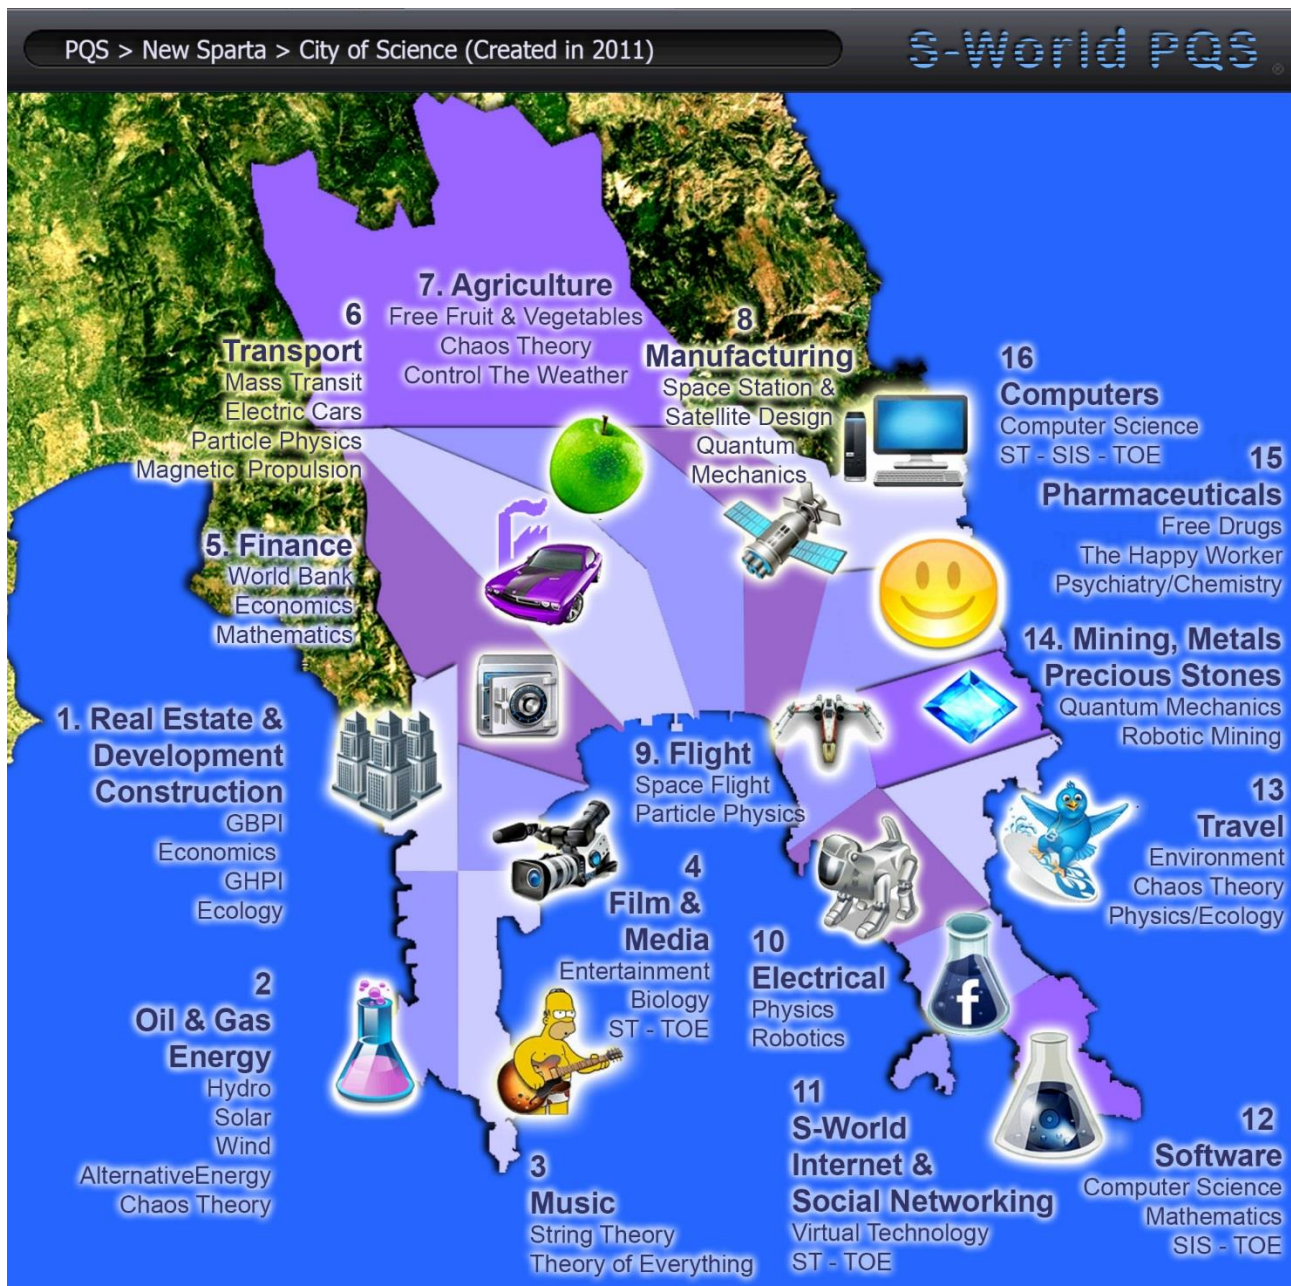 PQS > New Sparta > City of Science (Created in 2011)
S-World PQS
®
7. Agriculture
Free Fruit & Vegetables
Chaos Theory
Control The Weather
6
Transport
Mass Transit
Electric Cars
Particle Physics
Magnetic Propulsion
8
Manufacturing
Space Station &
Satellite Design
Quantum
Mechanics
16
Computers
Computer Science
ST - SIS - TOE
15
Pharmaceuticals
Free Drugs
The Happy Worker
Psychiatry/Chemistry
5. Finance
World Bank
Economics
Mathematics
14. Mining, Metals
Precious Stones
Quantum Mechanics
Robotic Mining
1. Real Estate &
Development
Construction
GBPI
Economics
GHPI
Ecology
9. Flight
Space Flight
Particle Physics
13
Travel
Environment
Chaos Theory
Physics/Ecology
4
Film &
Media
Entertainment
Biology
ST - TOE
10
Electrical
Physics
Robotics
f
2
Oil & Gas
Energy
Hydro
Solar
Wind
AlternativeEnergy
Chaos Theory
3
Music
String Theory
Theory of Everything
11
S-World
Internet &
Social Networking
Virtual Technology
ST - TOE
12
Software
Computer Science
Mathematics
SIS - TOE